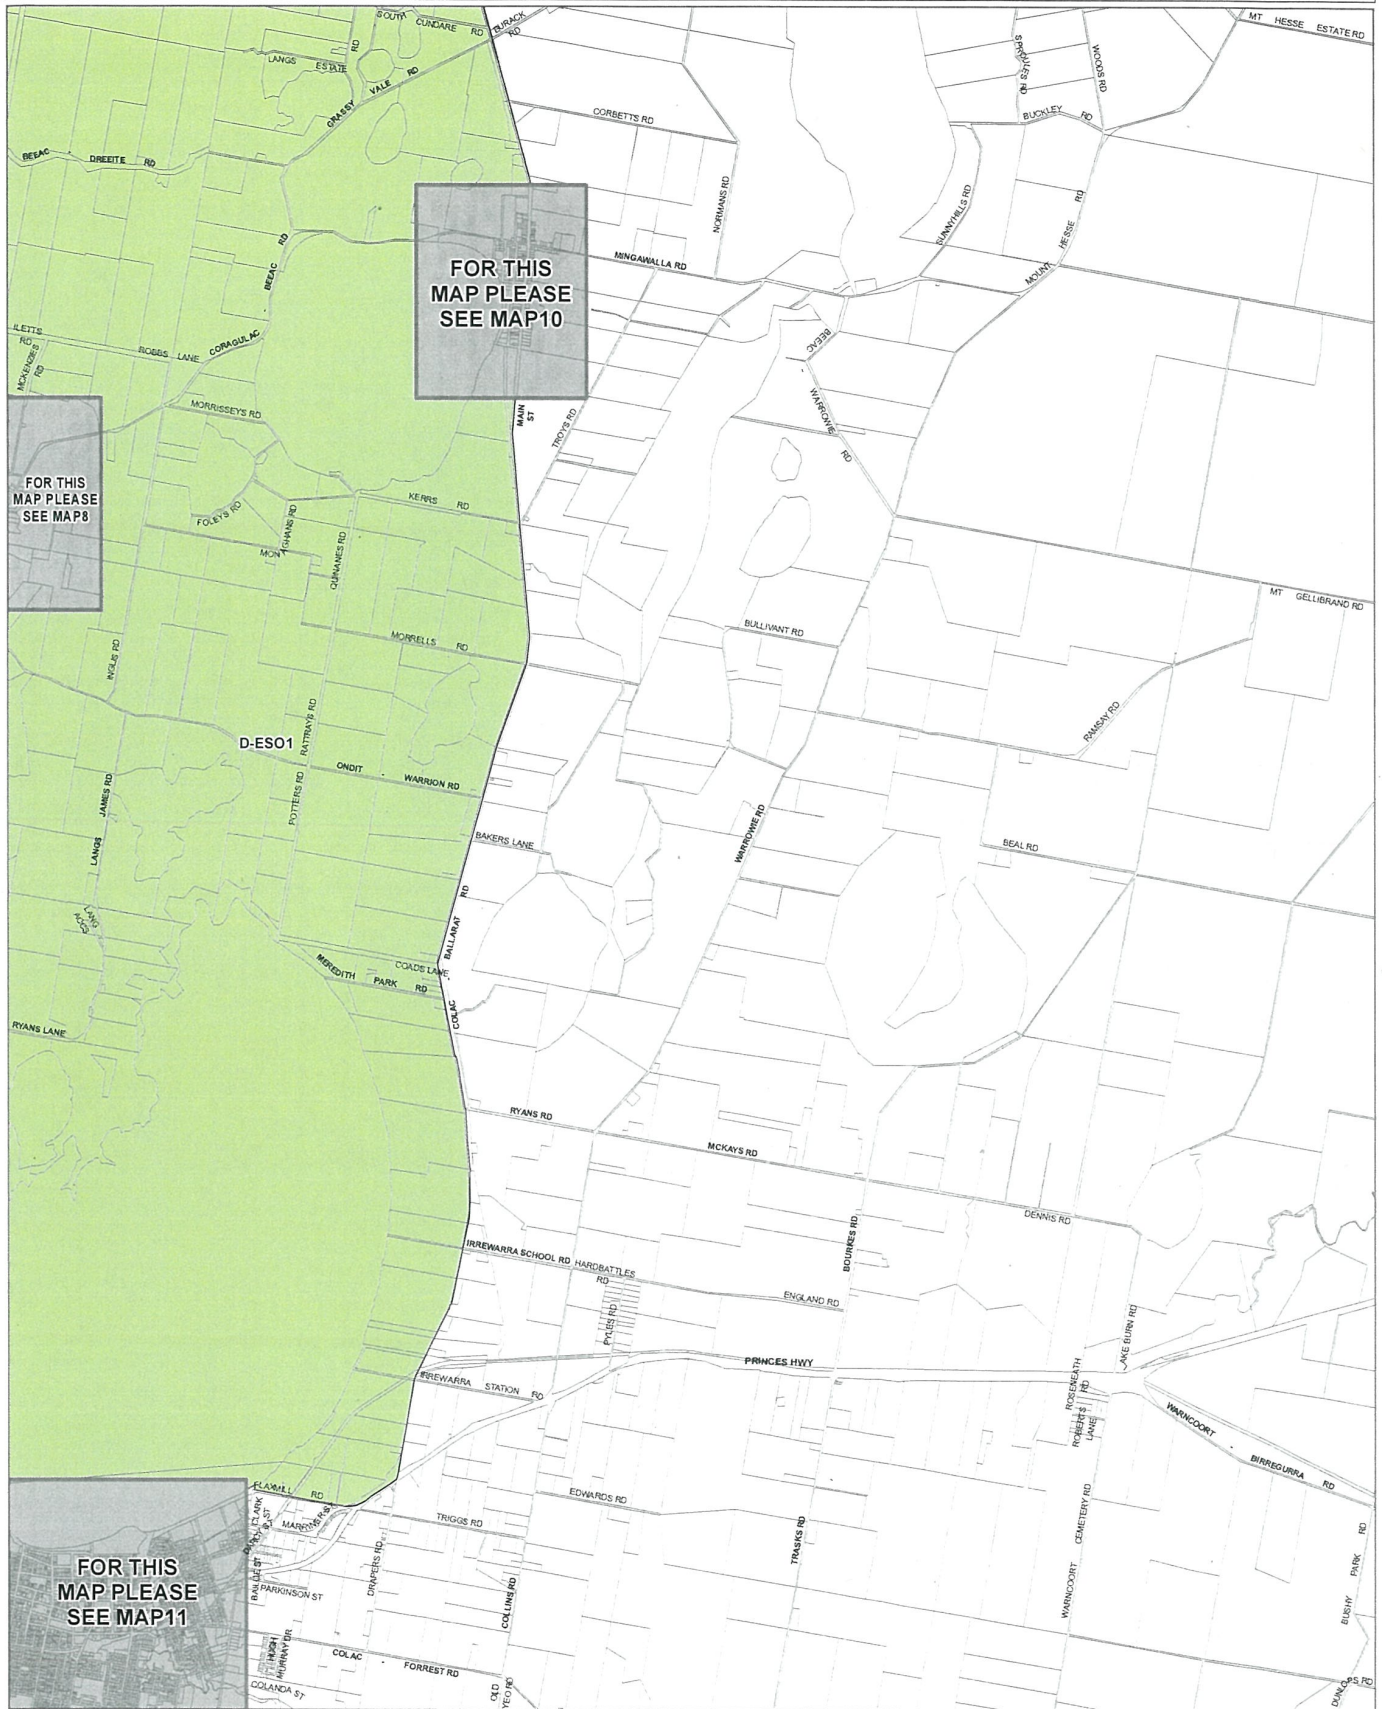 SOUTH CUNDARE RD
BURACK RD
MT HESSE ESTATE RD
LANGS ESTATE RD
GRASSY VALE RD
SPROULES RD
WOODS RD
CORBETTS RD
BUCKLEY RD
BEEAC DREEITE RD
NORMANS RD
SUNNYHILLS RD
MOUNT HESSE RD
BEEAC RD
CORAGULAC
FOR THIS
MAP PLEASE
SEE MAP10
MINGAWALLA RD
ILETTS RD
MCKENZIES RD
ROBBS LANE
BEEAC
WARROWIE RD
MORRISSEYS RD
MAIN ST
TROYS RD
FOR THIS
MAP PLEASE
SEE MAP8
KERRS RD
FOLEYS RD
MON AGHANS RD
QUINANES RD
MT GELLIBRAND RD
BULLIVANT RD
MORRELLS RD
INGLIS RD
RAMSAY RD
RATTRAYS RD
D-ESO1
ONDIT - WARRION RD
POTTERS RD
LANGS JAMES RD
BAKERS LANE
WARROWIE RD
BEAL RD
COLAC - BALLARAT RD
COADS LANE
MEREDITH PARK RD
RYANS LANE
RYANS RD
MCKAYS RD
DENNIS RD
BOURKES RD
IRREWARRA SCHOOL RD
HARDBATTLES RD
ENGLAND RD
PYLES RD
AKE BURN RD
PRINCES HWY
IRREWARRA STATION RD
ROSENEATH RD
ROBERTS LANE
WARNCOORT - BIRREGURRA RD
FLAXMILL RD
CLARK ST
MARRINER ST
EDWARDS RD
TRIGGS RD
TRASKS RD
WARNCOORT CEMETERY RD
BUSHY PARK RD
FOR THIS
MAP PLEASE
SEE MAP11
PARKINSON ST
DRAPERS RD
COLLINS RD
HUGH MURRAY DR
COLAC - FORREST RD
COLANDA ST
OLD YEO RD
DUNLOPS RD